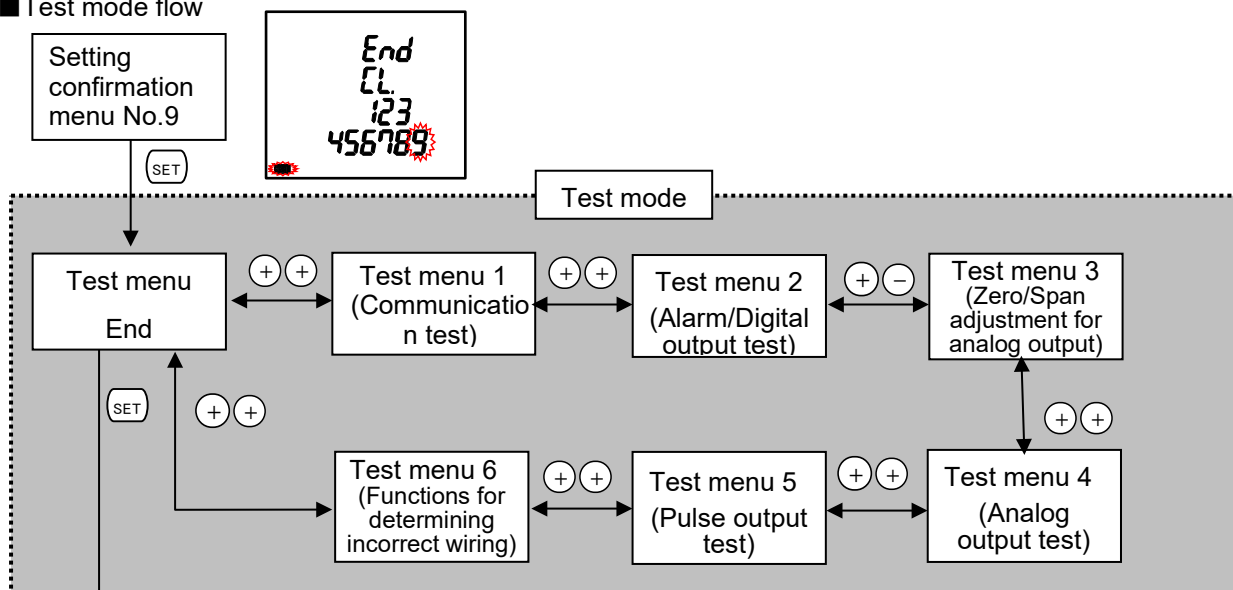 ■Test mode flow
Setting
confirmation
menu No.9
End
CL.
123
456789
SET
Test mode
Test menu
End
+ +
Test menu 1
(Communicatio
n test)
+ +
Test menu 2
(Alarm/Digital
output test)
+ −
Test menu 3
(Zero/Span
adjustment for
analog output)
SET
+ +
+ +
Test menu 6
(Functions for
determining
incorrect wiring)
+ +
Test menu 5
(Pulse output
test)
+ +
Test menu 4
(Analog
output test)